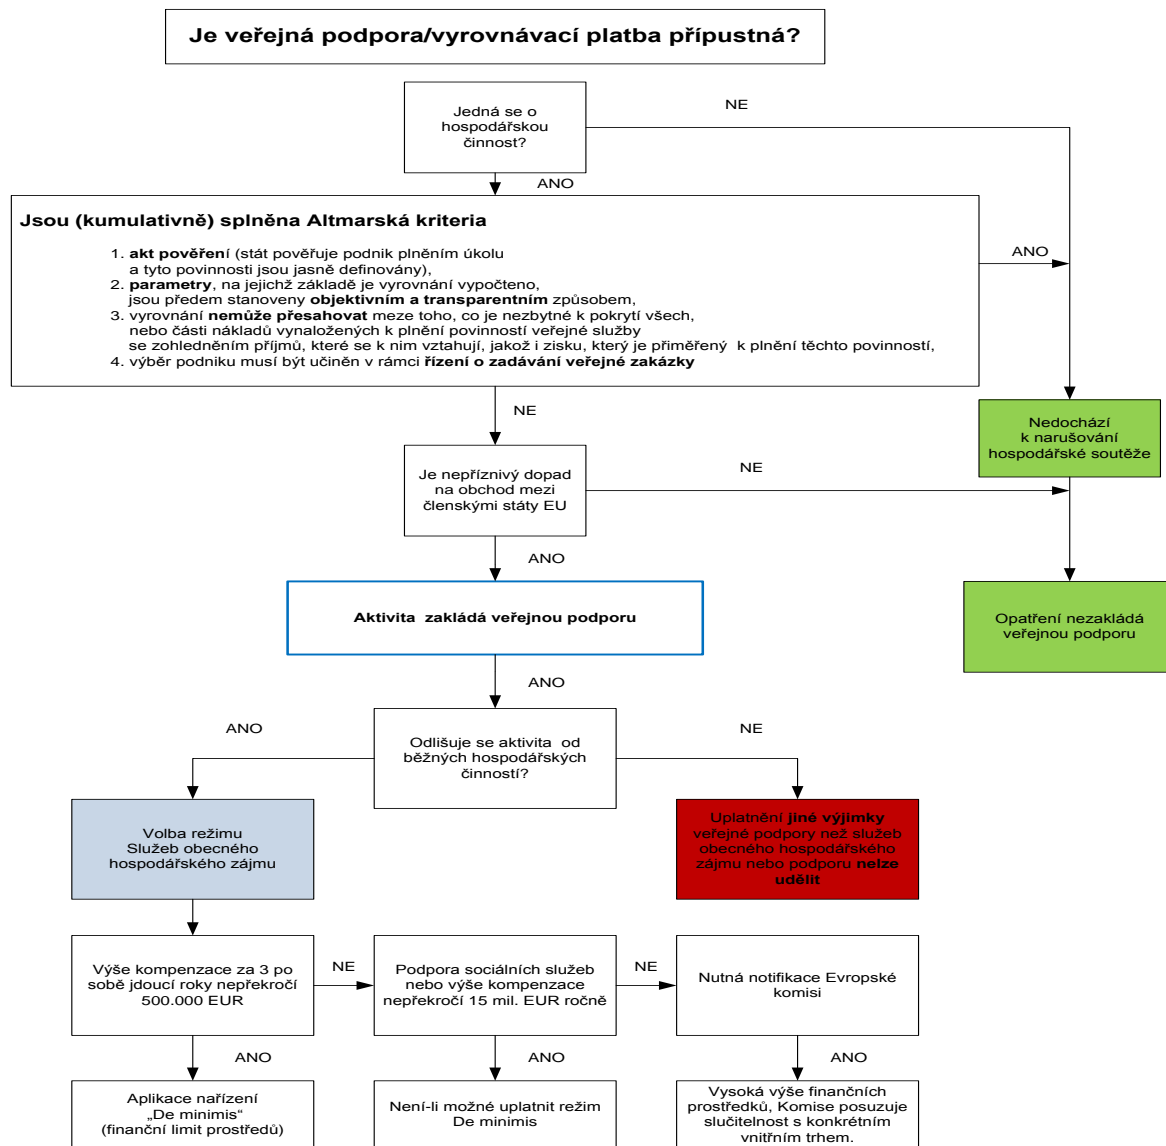 Je veřejná podpora/vyrovnávací platba přípustná?
Jedná se o
hospodářskou
činnost?
NE
ANO
Jsou (kumulativně) splněna Altmarská kriteria
1. akt pověření (stát pověřuje podnik plněním úkolu
a tyto povinnosti jsou jasně definovány),
2. parametry, na jejichž základě je vyrovnání vypočteno,
jsou předem stanoveny objektivním a transparentním způsobem,
3. vyrovnání nemůže přesahovat meze toho, co je nezbytné k pokrytí všech,
nebo části nákladů vynaložených k plnění povinností veřejné služby
se zohledněním příjmů, které se k nim vztahují, jakož i zisku, který je přiměřený k plnění těchto povinností,
4. výběr podniku musí být učiněn v rámci řízení o zadávání veřejné zakázky
ANO
NE
Nedochází
k narušování
hospodářské soutěže
Je nepříznivý dopad
na obchod mezi
členskými státy EU
NE
ANO
Aktivita zakládá veřejnou podporu
Opatření nezakládá
veřejnou podporu
ANO
Odlišuje se aktivita od
běžných hospodářských
činností?
ANO
NE
Volba režimu
Služeb obecného
hospodářského zájmu
Uplatnění jiné výjimky
veřejné podpory než služeb
obecného hospodářského
zájmu nebo podporu nelze
udělit
Výše kompenzace za 3 po
sobě jdoucí roky nepřekročí
500.000 EUR
NE
Podpora sociálních služeb
nebo výše kompenzace
nepřekročí 15 mil. EUR ročně
NE
Nutná notifikace Evropské
komisi
ANO
ANO
ANO
Aplikace nařízení
„De minimis“
(finanční limit prostředů)
Není-li možné uplatnit režim
De minimis
Vysoká výše finančních
prostředků, Komise posuzuje
slučitelnost s konkrétním
vnitřním trhem.